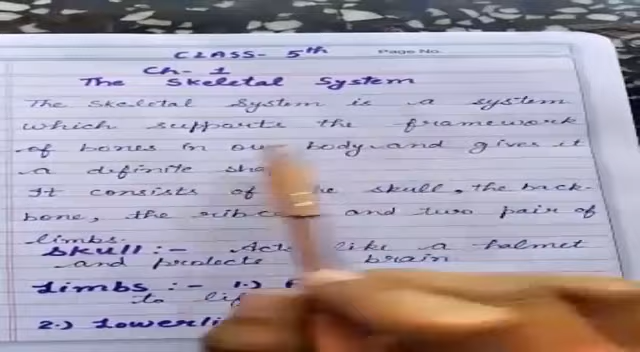 CLASS- 5th Page No.
Ch- 1
The Skeletal System
The Skeletal System is a system
which supports the framework
of bones in our body and gives it
a definite
It consists of skull, the back-
bone, the and two pair of
limbs.
Skull :- Acts like a halmet
and protects brain
Limbs :- 1.)
to
2.)